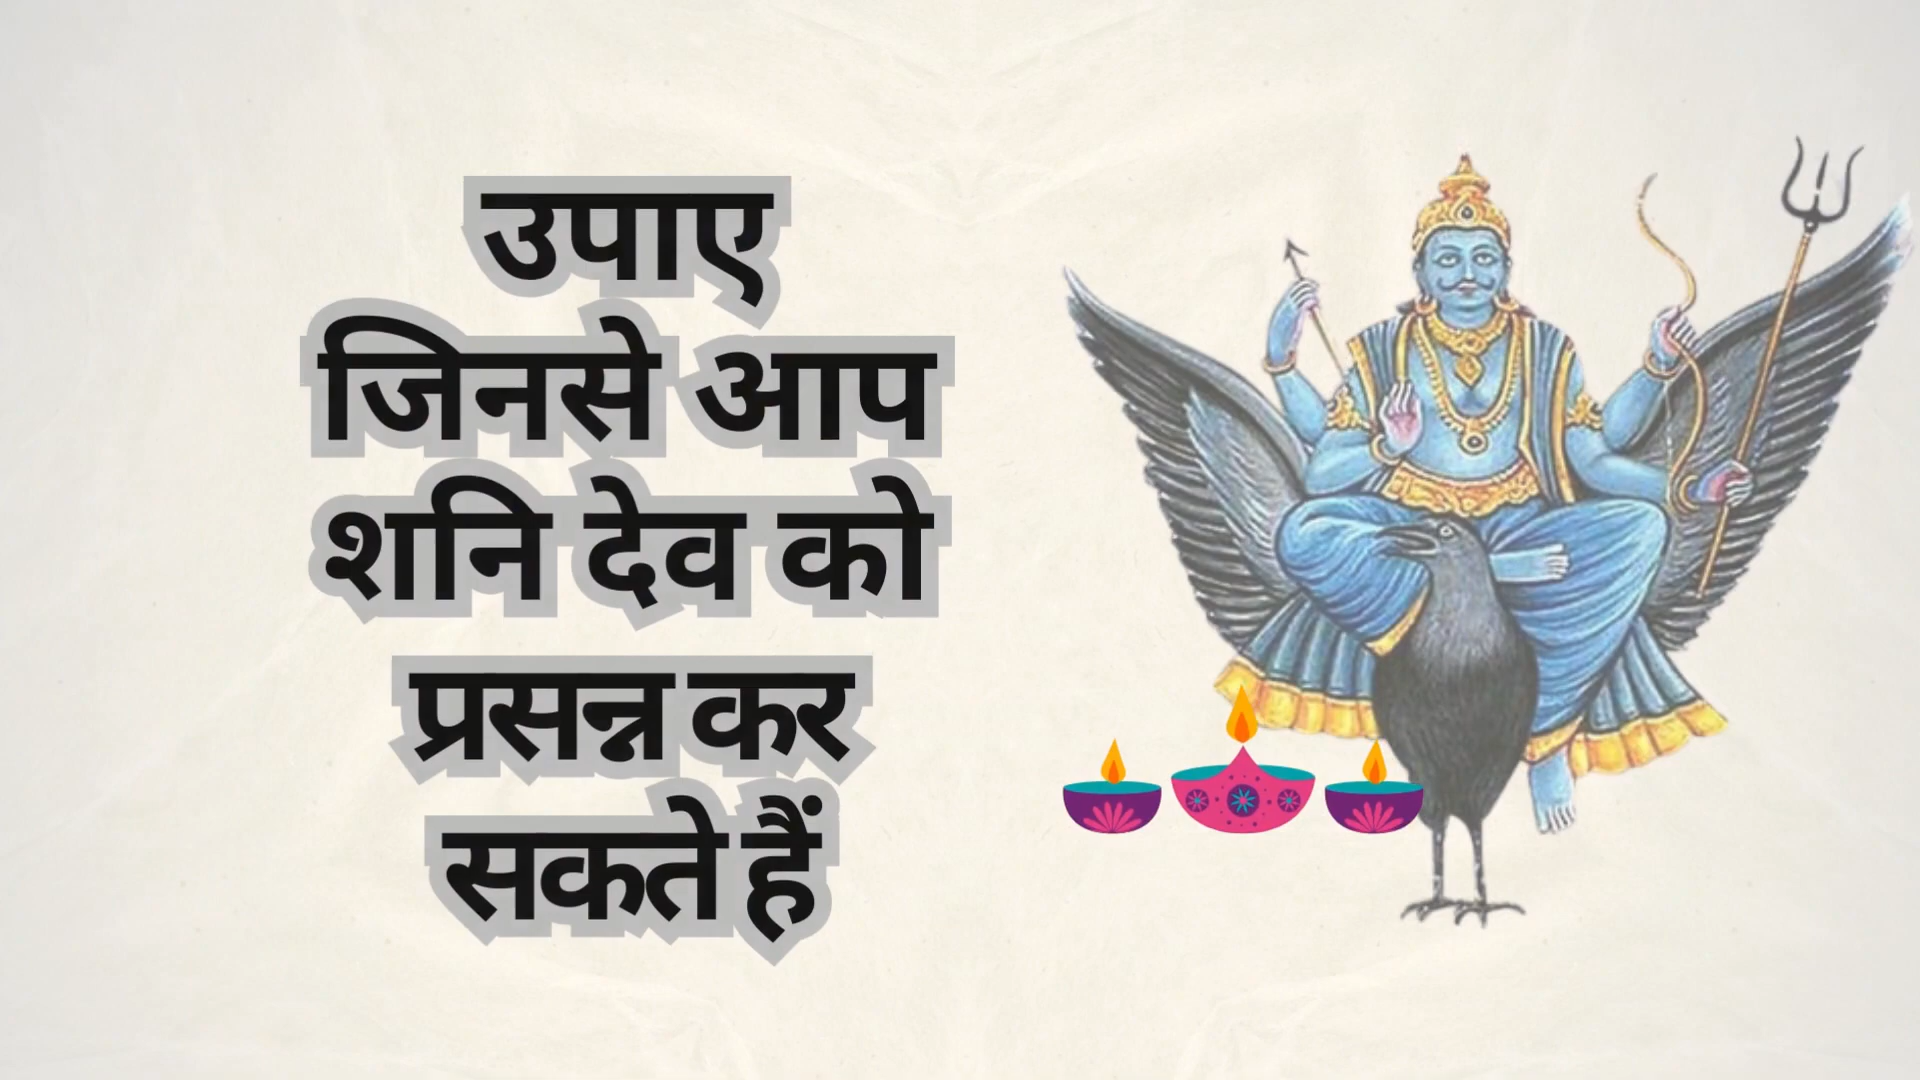 उपाए
जिनसे आप
शनि देव को
प्रसन्न कर
सकते हैं